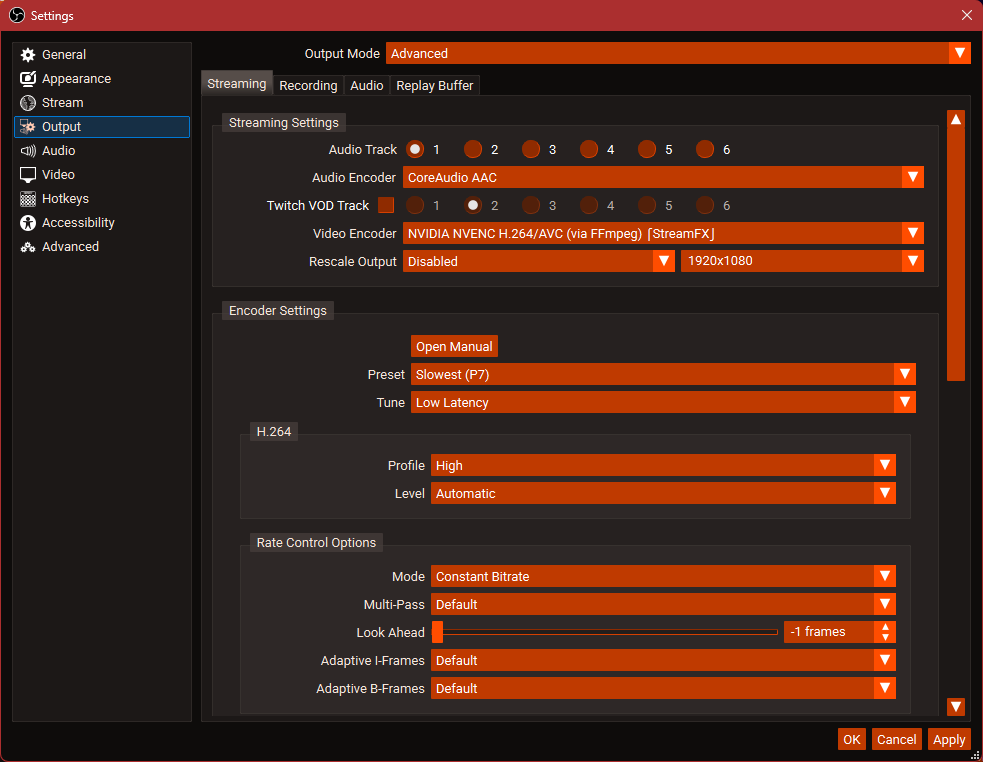 Settings
General
Appearance
Stream
Output
Audio
Video
Hotkeys
Accessibility
Advanced
Output Mode Advanced
Streaming Recording Audio Replay Buffer
Streaming Settings
Audio Track 1 2 3 4 5 6
Audio Encoder CoreAudio AAC
Twitch VOD Track 1 2 3 4 5 6
Video Encoder NVIDIA NVENC H.264/AVC (via FFmpeg) ⌈StreamFX⌋
Rescale Output Disabled 1920x1080
Encoder Settings
Open Manual
Preset Slowest (P7)
Tune Low Latency
H.264
Profile High
Level Automatic
Rate Control Options
Mode Constant Bitrate
Multi-Pass Default
Look Ahead -1 frames
Adaptive I-Frames Default
Adaptive B-Frames Default
OK Cancel Apply